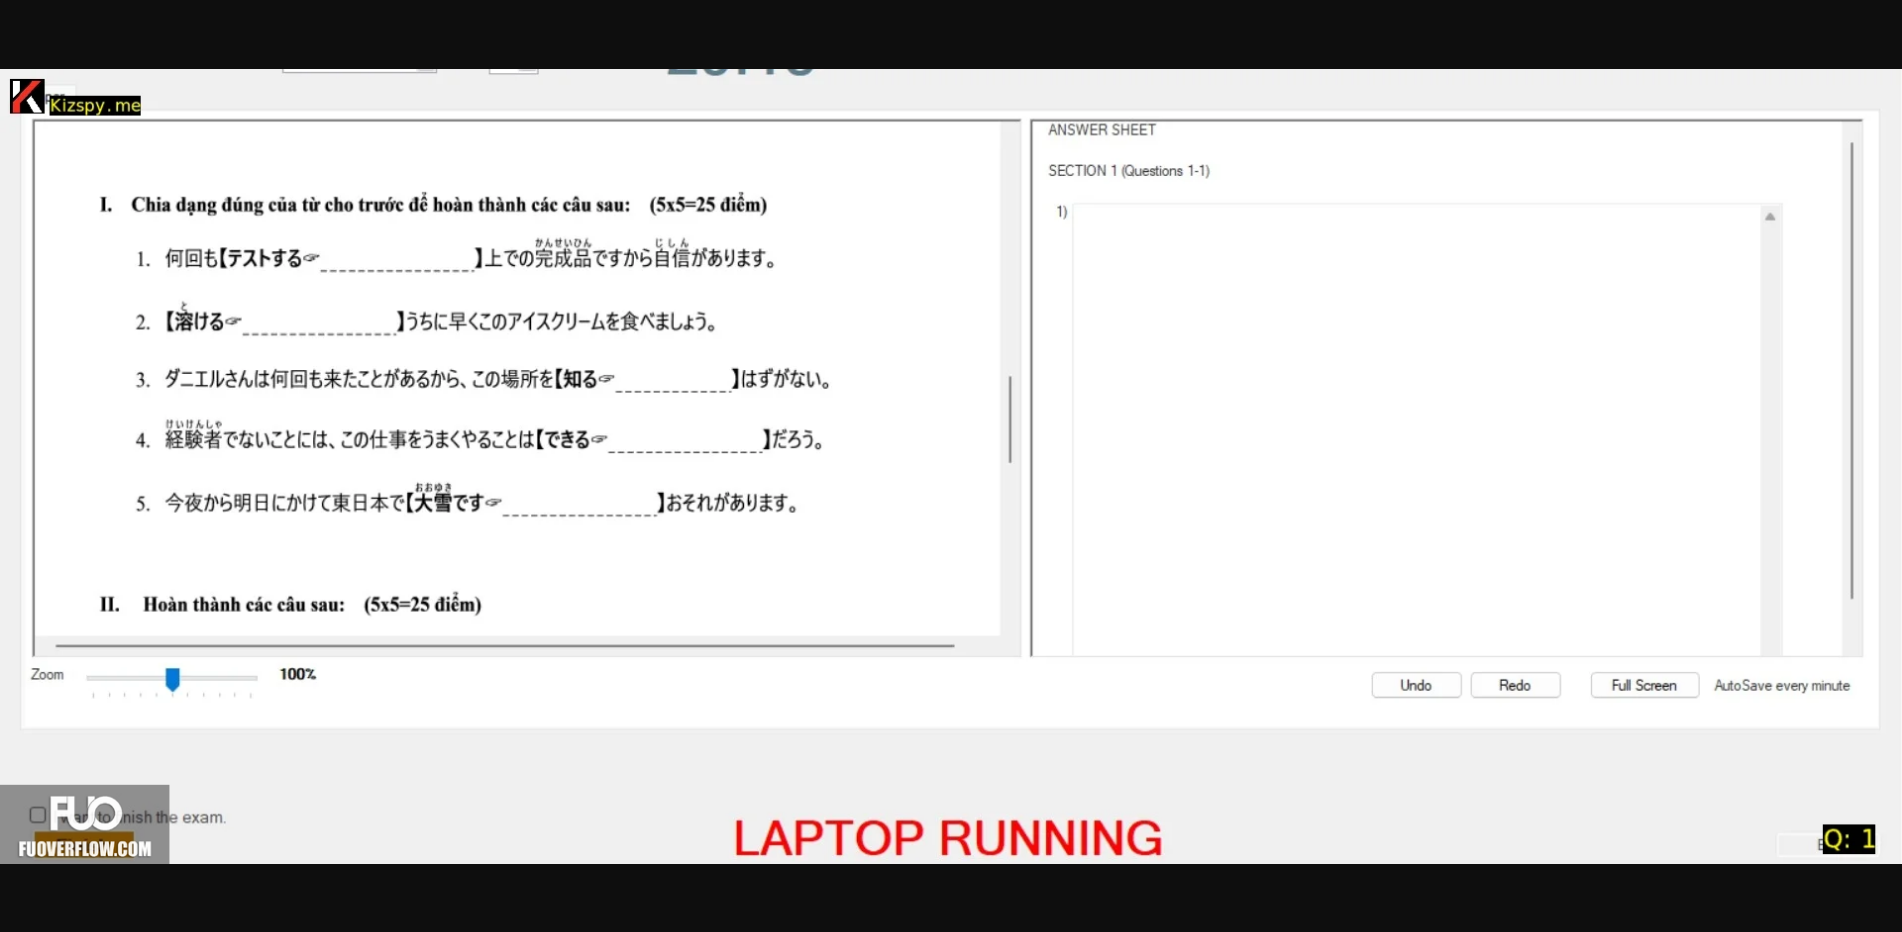 Kizspy.me
ANSWER SHEET
SECTION 1 (Questions 1-1)
1)
I. Chia dạng đúng của từ cho trước để hoàn thành các câu sau: (5x5=25 điểm)
かんせいひん じしん
1. 何回も【テストする☞________________】上での完成品ですから自信があります。
と
2. 【溶ける☞________________】うちに早くこのアイスクリームを食べましょう。
3. ダニエルさんは何回も来たことがあるから、この場所を【知る☞____________】はずがない。
けいけんしゃ
4. 経験者でないことには、この仕事をうまくやることは【できる☞________________】だろう。
おおゆき
5. 今夜から明日にかけて東日本で【大雪です☞________________】おそれがあります。
II. Hoàn thành các câu sau: (5x5=25 điểm)
Zoom 100%
Undo Redo Full Screen AutoSave every minute
FUO
to the exam.
FUOVERFLOW.COM
LAPTOP RUNNING
Q: 1